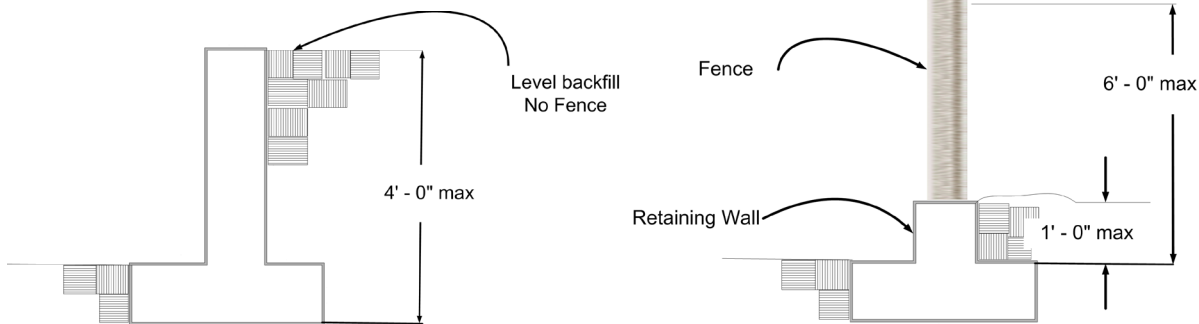 Level backfill
No Fence
4' - 0" max
Fence
6' - 0" max
Retaining Wall
1' - 0" max